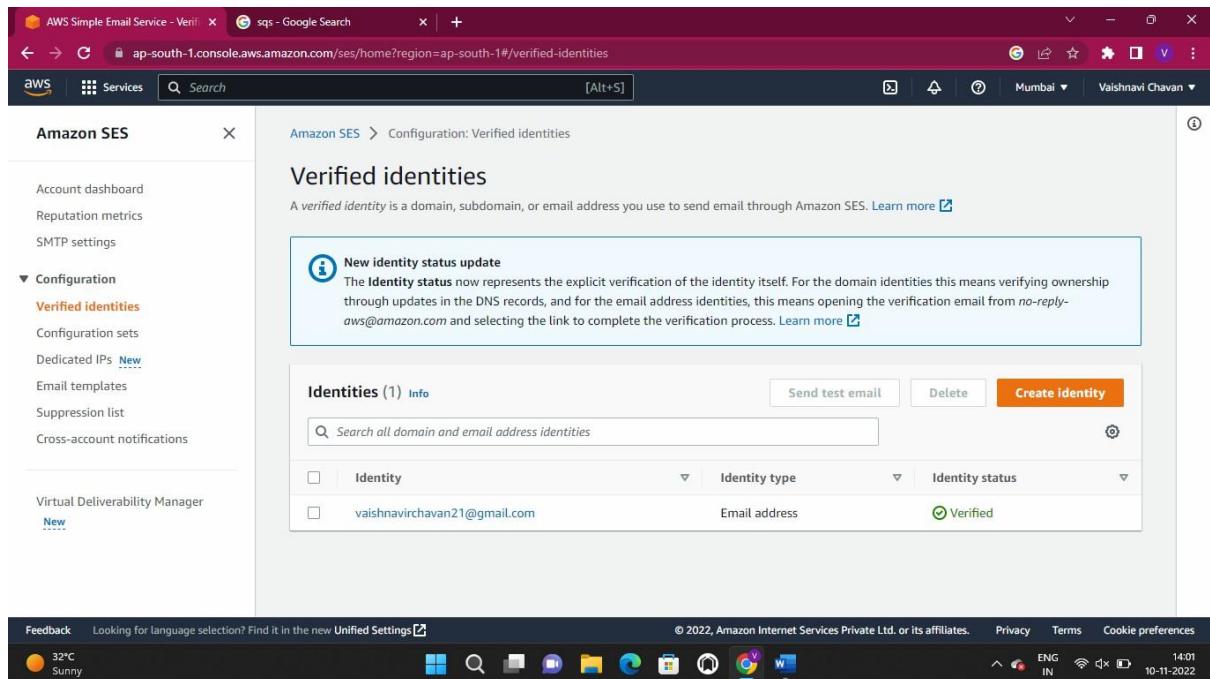 AWS Simple Email Service - Verifi
sqs - Google Search
ap-south-1.console.aws.amazon.com/ses/home?region=ap-south-1#/verified-identities
V
aws
Services
Search
[Alt+S]
Mumbai
Vaishnavi Chavan
Amazon SES
Account dashboard
Reputation metrics
SMTP settings
Configuration
Verified identities
Configuration sets
Dedicated IPs New
Email templates
Suppression list
Cross-account notifications
Virtual Deliverability Manager
New
Amazon SES > Configuration: Verified identities
Verified identities
A verified identity is a domain, subdomain, or email address you use to send email through Amazon SES. Learn more
New identity status update
The Identity status now represents the explicit verification of the identity itself. For the domain identities this means verifying ownership
through updates in the DNS records, and for the email address identities, this means opening the verification email from no-reply-
aws@amazon.com and selecting the link to complete the verification process. Learn more
Identities (1) Info
Send test email
Delete
Create identity
Search all domain and email address identities
Identity
Identity type
Identity status
vaishnavirchavan21@gmail.com
Email address
Verified
Feedback
Looking for language selection? Find it in the new Unified Settings
© 2022, Amazon Internet Services Private Ltd. or its affiliates.
Privacy
Terms
Cookie preferences
32°C
Sunny
ENG
IN
14:01
10-11-2022